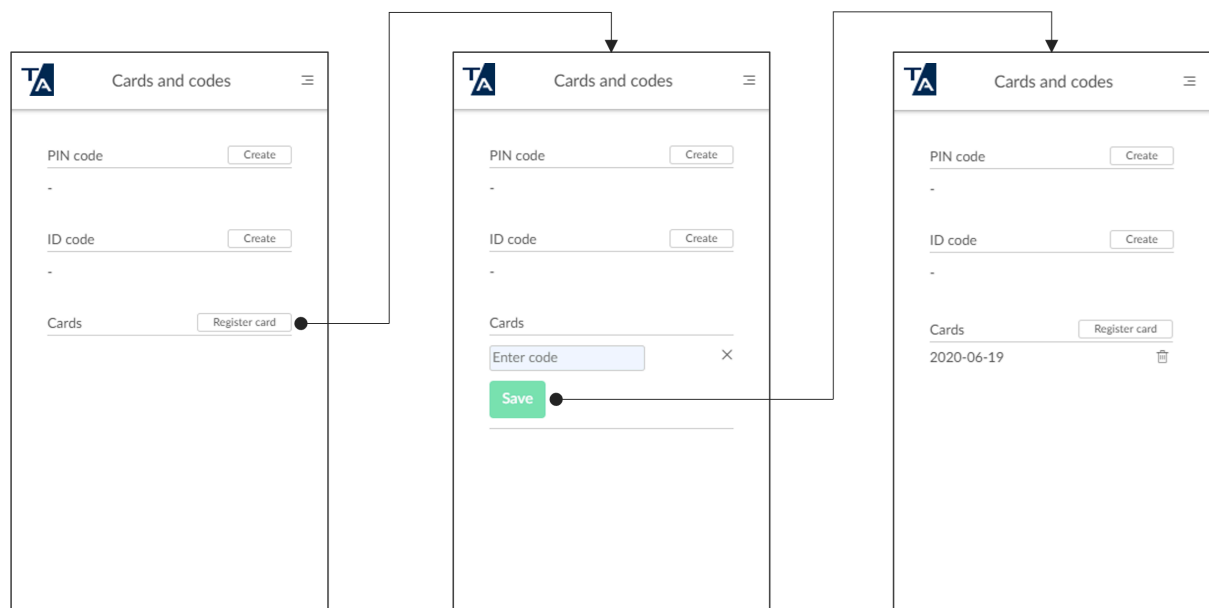 TA
Cards and codes
PIN code
Create
-
ID code
Create
-
Cards
Register card
TA
Cards and codes
PIN code
Create
-
ID code
Create
-
Cards
Enter code
Save
TA
Cards and codes
PIN code
Create
-
ID code
Create
-
Cards
Register card
2020-06-19